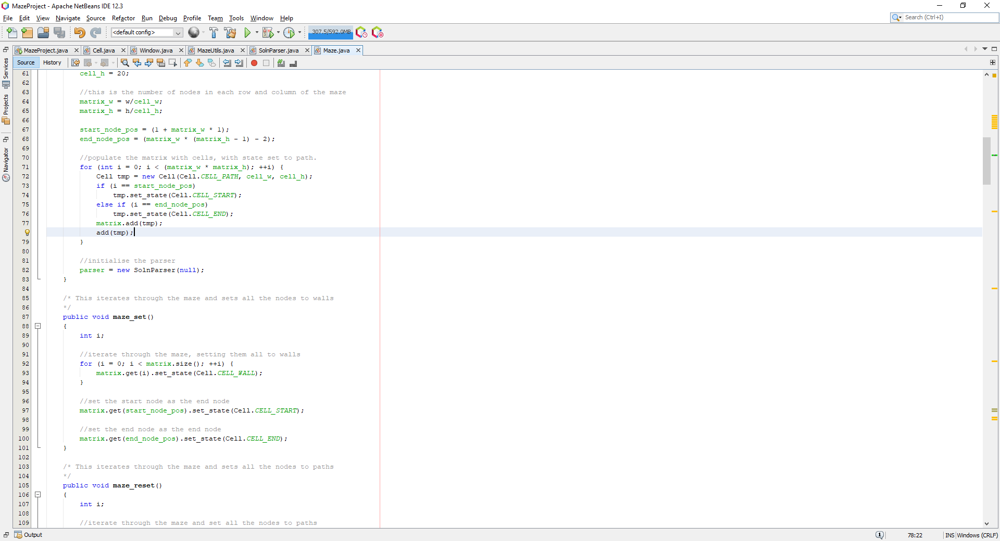 MazeProject - Apache NetBeans IDE 12.3
File Edit View Navigate Source Refactor Run Debug Profile Team Tools Window Help
Search (Ctrl+I)
<default config>
307.5/592.0MB
MazeProject.java
Cell.java
Window.java
MazeUtils.java
SolnParser.java
Maze.java
Source
History
Services
Projects
Navigator
61 cell_h = 20;
62
63 //this is the number of nodes in each row and column of the maze
64 matrix_w = w/cell_w;
65 matrix_h = h/cell_h;
66
67 start_node_pos = (1 + matrix_w * 1);
68 end_node_pos = (matrix_w * (matrix_h - 1) - 2);
69
70 //populate the matrix with cells, with state set to path.
71 for (int i = 0; i < (matrix_w * matrix_h); ++i) {
72 Cell tmp = new Cell(Cell.CELL_PATH, cell_w, cell_h);
73 if (i == start_node_pos)
74 tmp.set_state(Cell.CELL_START);
75 else if (i == end_node_pos)
76 tmp.set_state(Cell.CELL_END);
77 matrix.add(tmp);
add(tmp);
79 }
80
81 //initialise the parser
82 parser = new SolnParser(null);
83 }
84
85 /* This iterates through the maze and sets all the nodes to walls
86 */
87 public void maze_set()
88 {
89 int i;
90
91 //iterate through the maze, setting them all to walls
92 for (i = 0; i < matrix.size(); ++i) {
93 matrix.get(i).set_state(Cell.CELL_WALL);
94 }
95
96 //set the start node as the end node
97 matrix.get(start_node_pos).set_state(Cell.CELL_START);
98
99 //set the end node as the end node
100 matrix.get(end_node_pos).set_state(Cell.CELL_END);
101 }
102
103 /* This iterates through the maze and sets all the nodes to paths
104 */
105 public void maze_reset()
106 {
107 int i;
108
109 //iterate through the maze and set all the nodes to paths
Output
1
78:22
INS
Windows (CRLF)